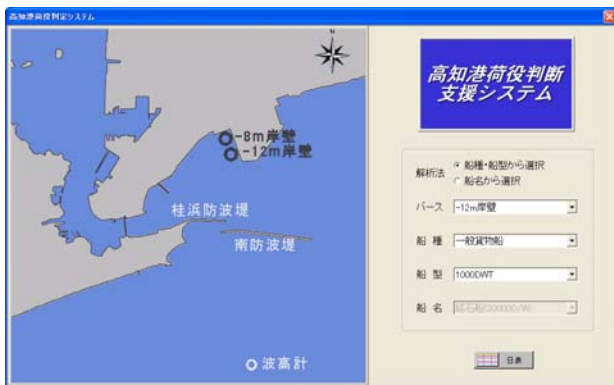 高知港荷役判定システム
N
-8m岸壁
-12m岸壁
桂浜防波堤
南防波堤
波高計
高知港荷役判断
支援システム
解析法
船種・船型から選択
船名から選択
バース
-12m岸壁
船 種
一般貨物船
船 型
1000DWT
船 名
日表